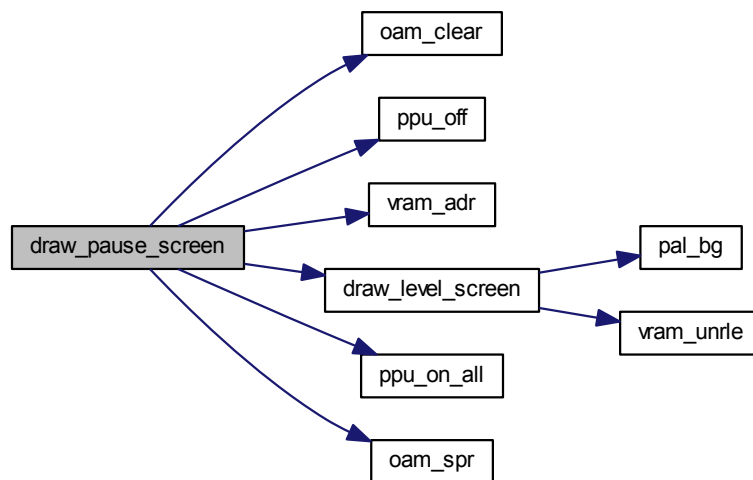 oam_clear
ppu_off
vram_adr
draw_pause_screen
pal_bg
draw_level_screen
vram_unrle
ppu_on_all
oam_spr